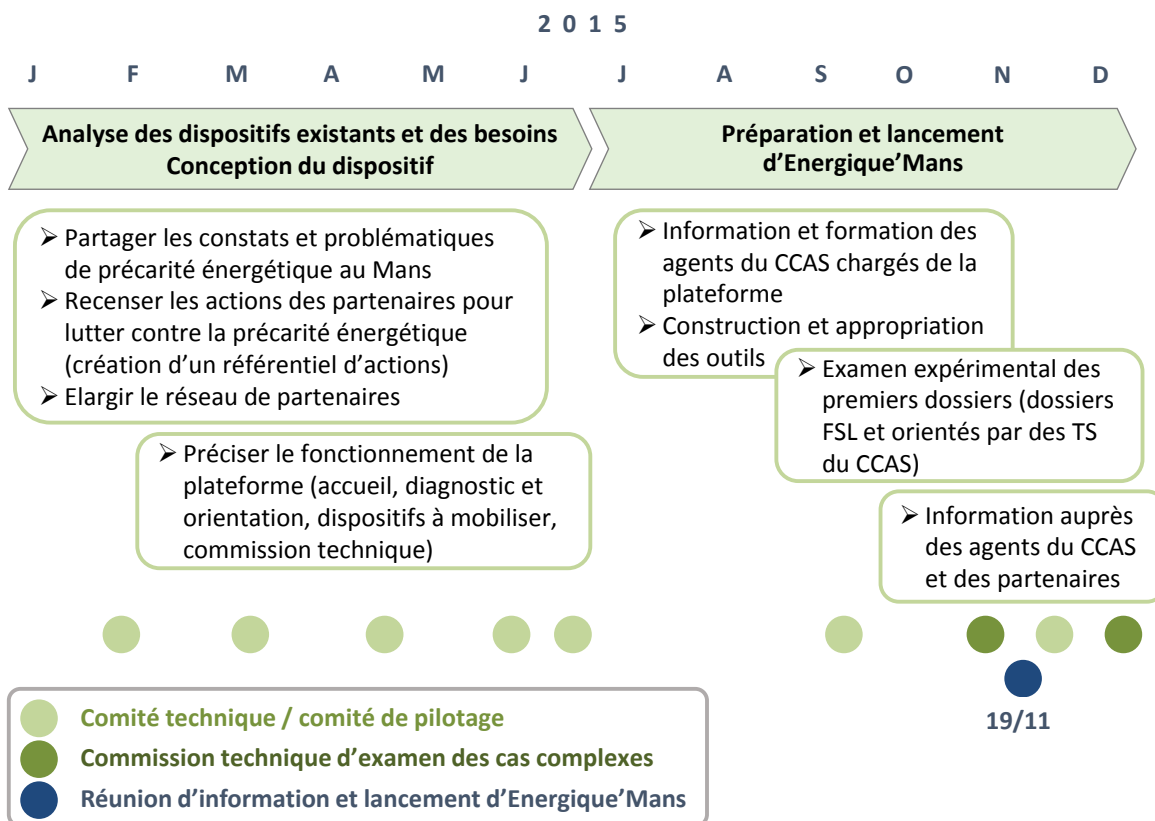 2 0 1 5
J F M A M J J A S O N D
Analyse des dispositifs existants et des besoins
Conception du dispositif
Préparation et lancement
d’Energique’Mans
➢ Partager les constats et problématiques
de précarité énergétique au Mans
➢ Recenser les actions des partenaires pour
lutter contre la précarité énergétique
(création d’un référentiel d’actions)
➢ Elargir le réseau de partenaires
➢ Préciser le fonctionnement de la
plateforme (accueil, diagnostic et
orientation, dispositifs à mobiliser,
commission technique)
➢ Information et formation des
agents du CCAS chargés de la
plateforme
➢ Construction et appropriation
des outils
➢ Examen expérimental des
premiers dossiers (dossiers
FSL et orientés par des TS
du CCAS)
➢ Information auprès
des agents du CCAS
et des partenaires
19/11
Comité technique / comité de pilotage
Commission technique d’examen des cas complexes
Réunion d’information et lancement d’Energique’Mans